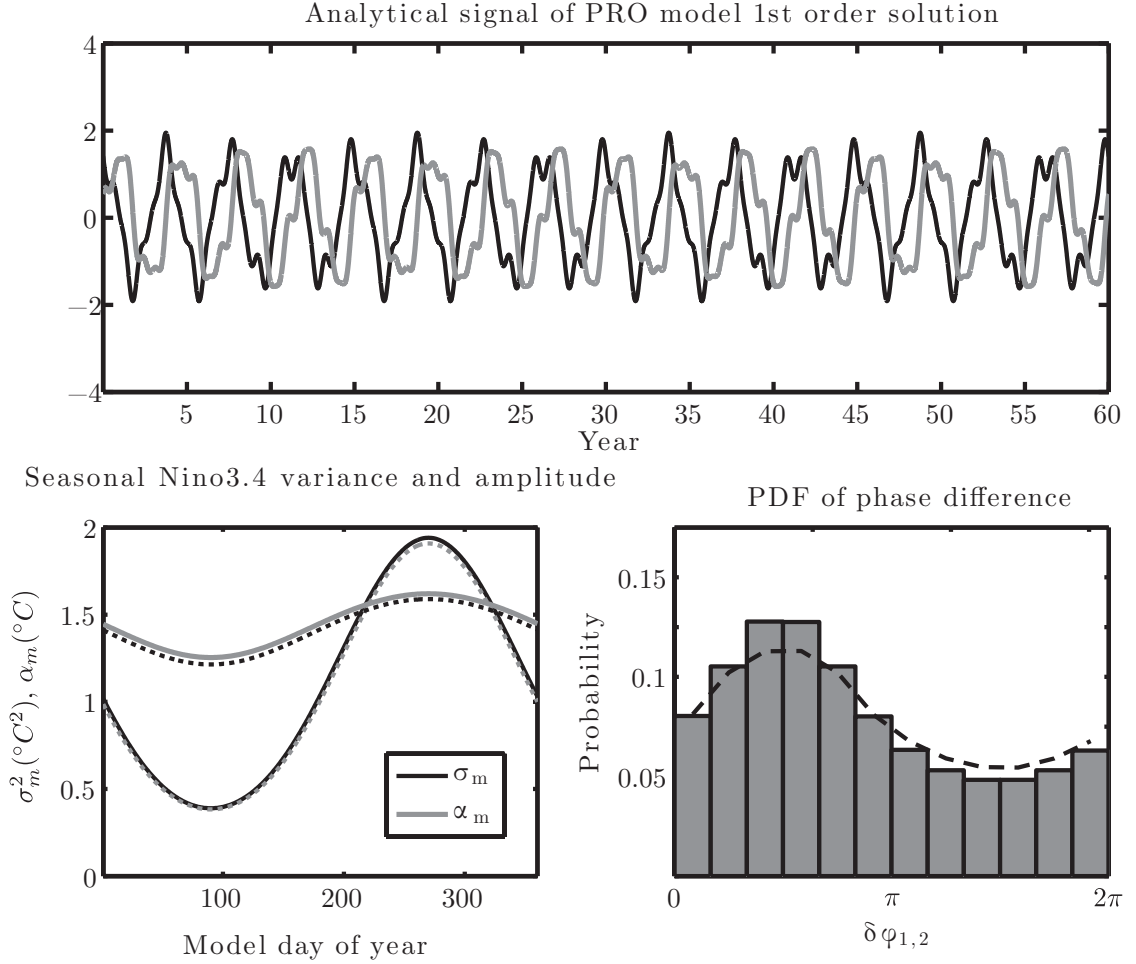 Analytical signal of PRO model 1st order solution
4
2
0
−2
−4
5 10 15 20 25 30 35 40 45 50 55 60
Year
Seasonal Nino3.4 variance and amplitude
2
1.5
1
0.5
0
σ²ₘ(°C²), αₘ(°C)
σ m
α m
100 200 300
Model day of year
PDF of phase difference
0.15
0.1
0.05
Probability
0 π 2π
δφ₁,₂